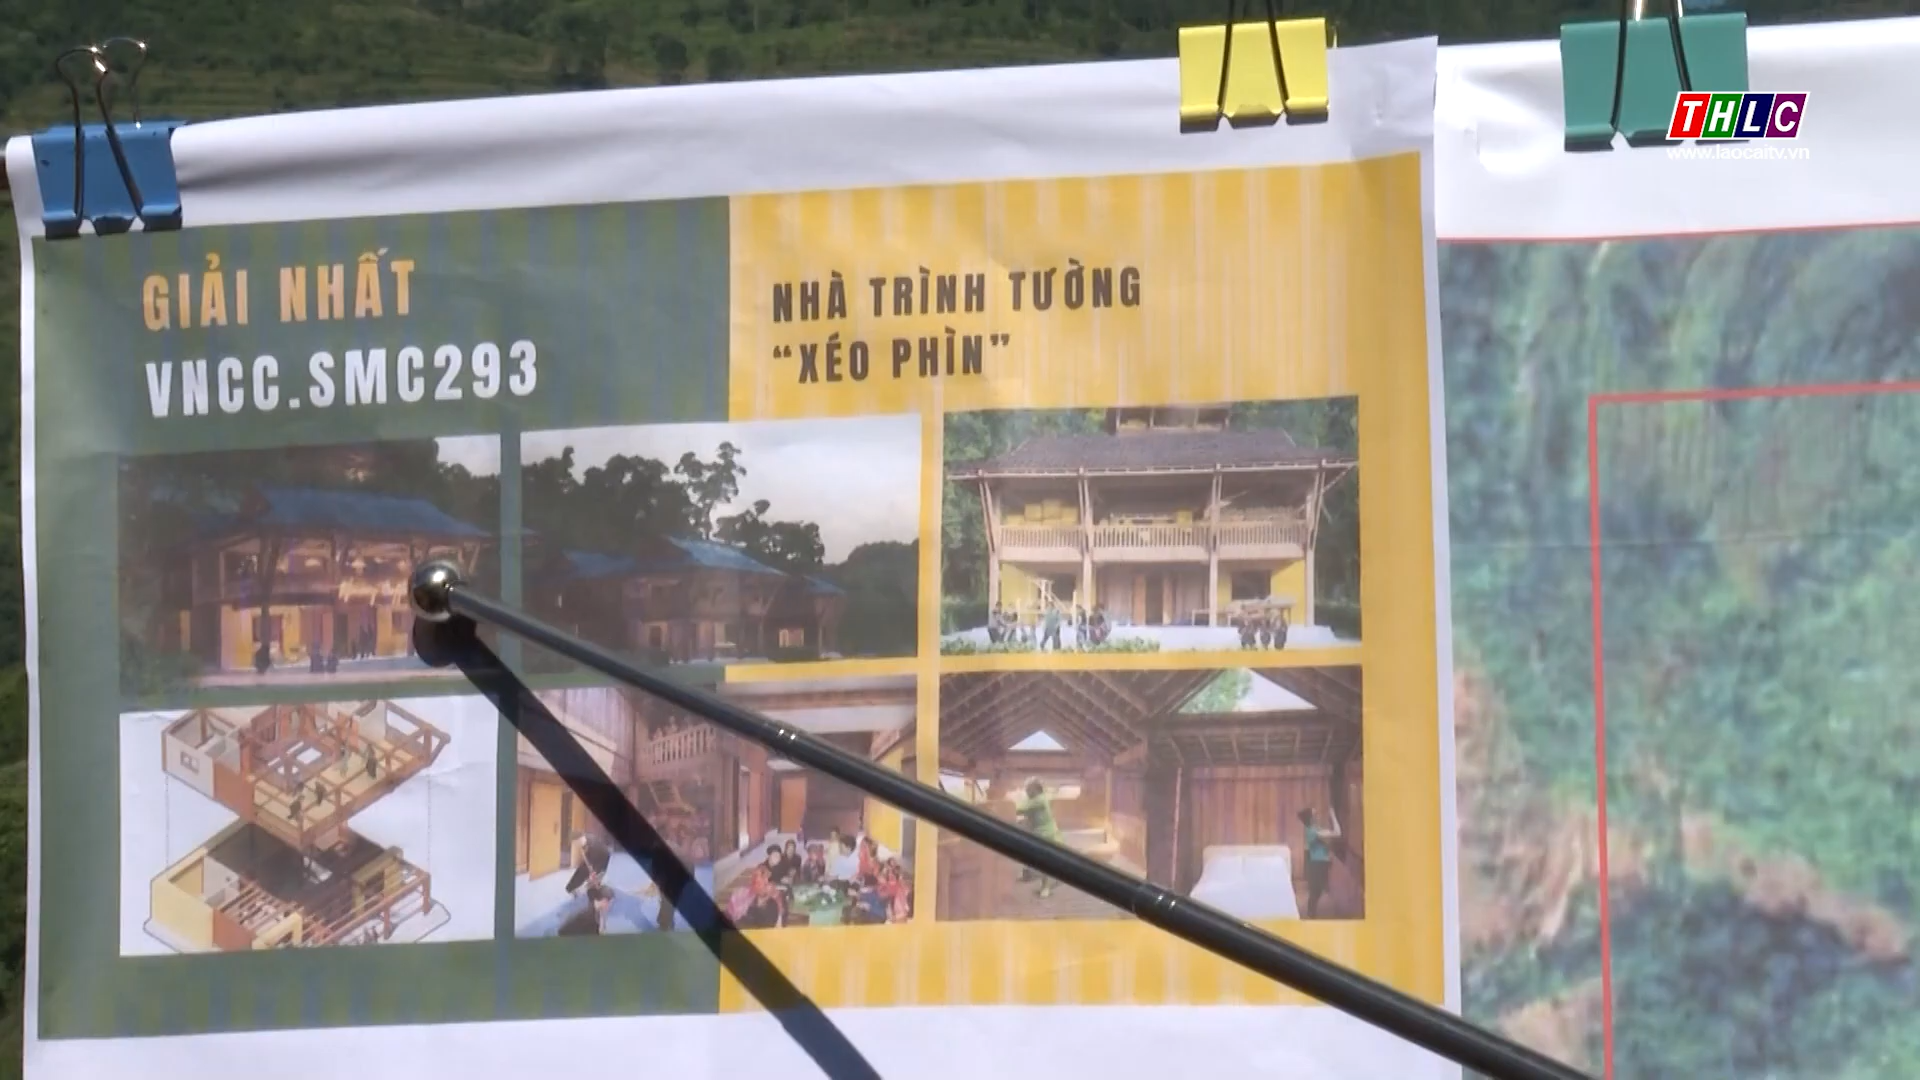 THLC
www.laocaitv.vn
GIẢI NHẤT
VNCC.SMC293
NHÀ TRÌNH TƯỜNG
“XÉO PHÌN”